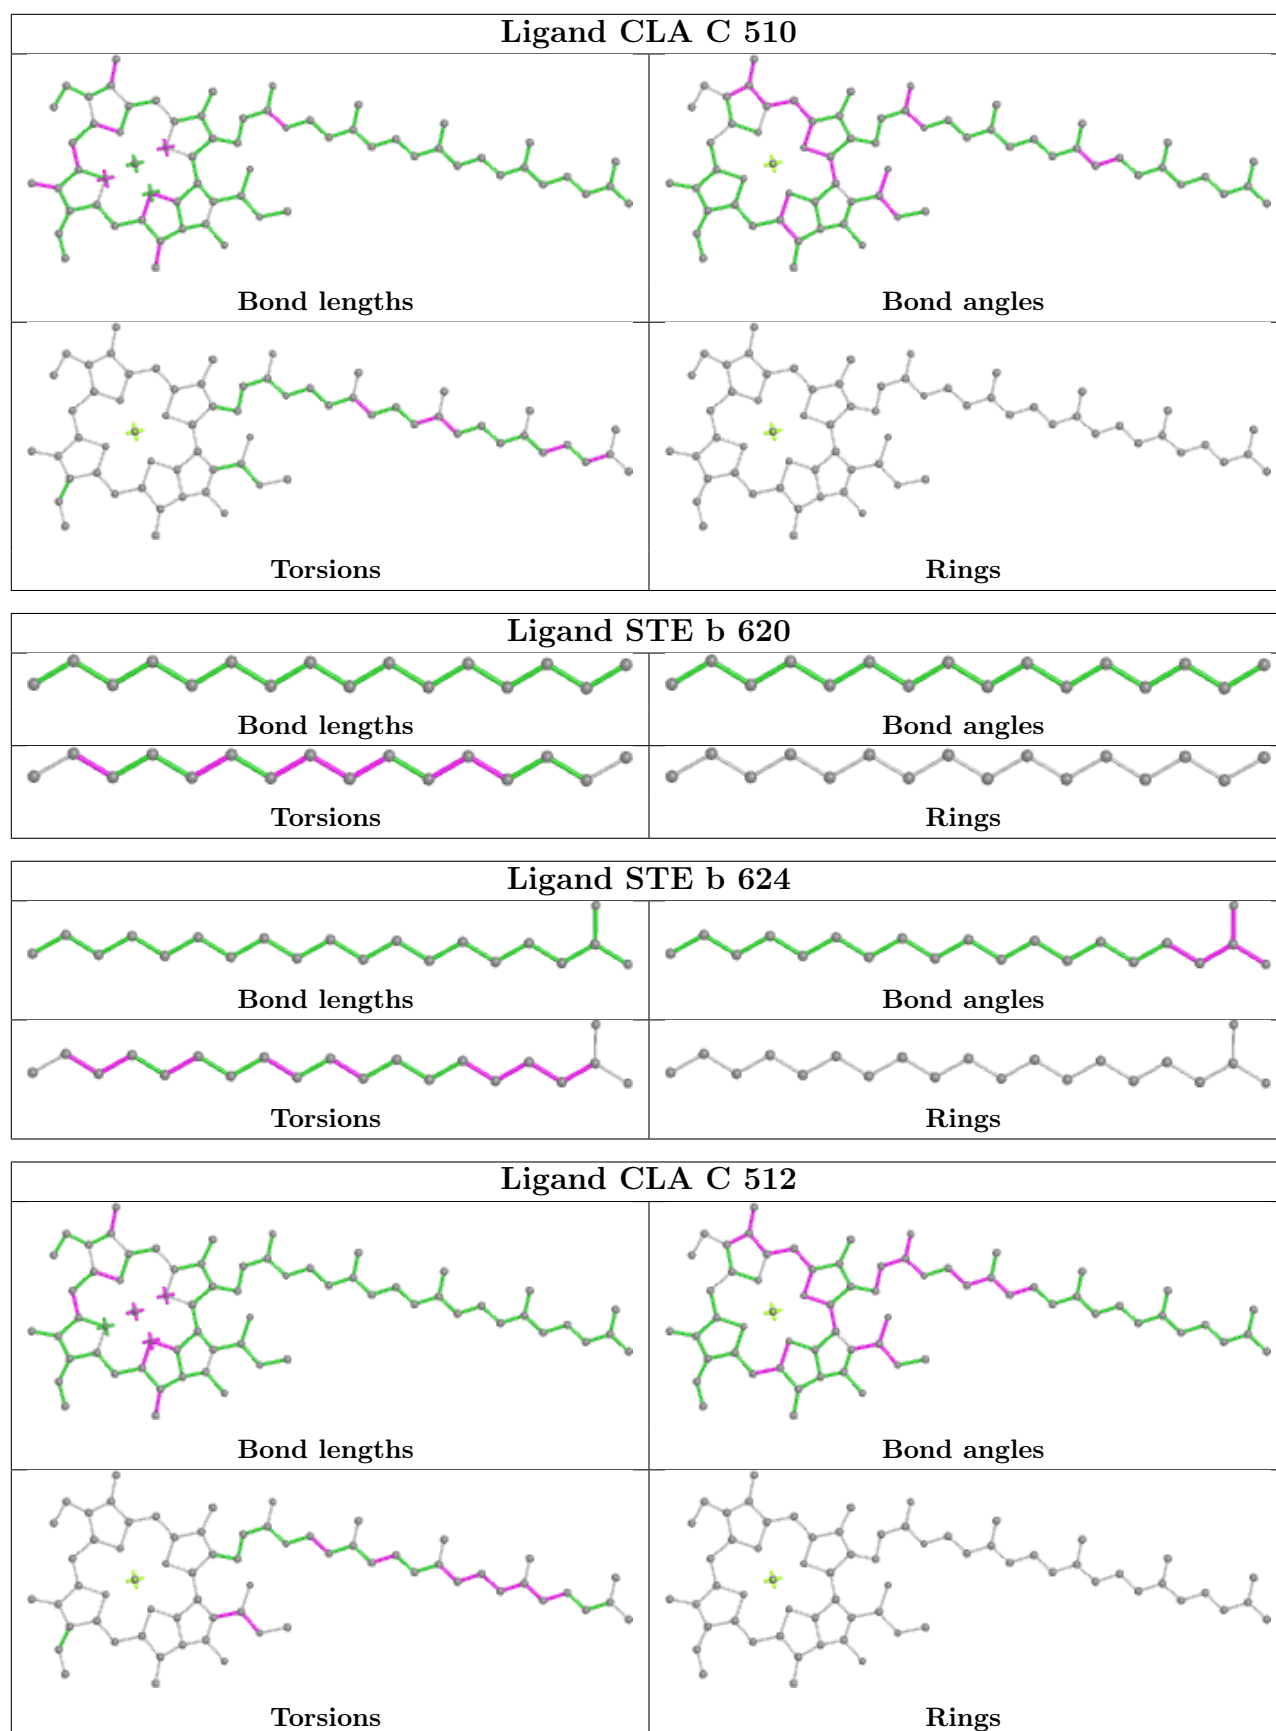 Ligand CLA C 510
Bond lengths
Bond angles
Torsions
Rings
Ligand STE b 620
Bond lengths
Bond angles
Torsions
Rings
Ligand STE b 624
Bond lengths
Bond angles
Torsions
Rings
Ligand CLA C 512
Bond lengths
Bond angles
Torsions
Rings